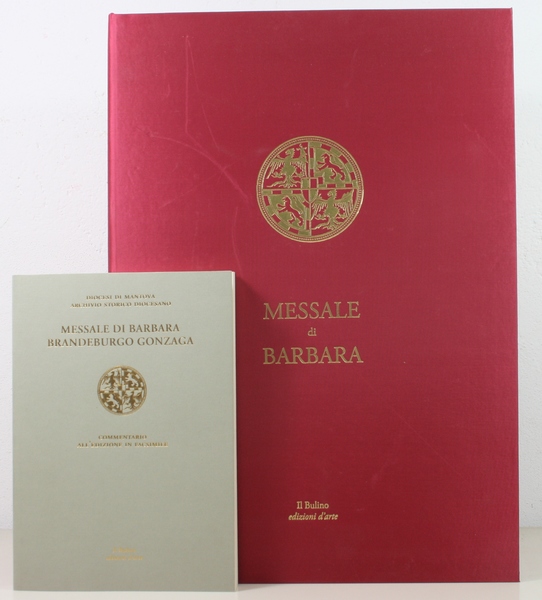 MESSALE
di
BARBARA
Il Bulino
edizioni d'arte
DIOCESI DI MANTOVA
ARCHIVIO STORICO DIOCESANO
MESSALE DI BARBARA
BRANDEBURGO GONZAGA
COMMENTARIO
ALL'EDIZIONE IN FACSIMILE